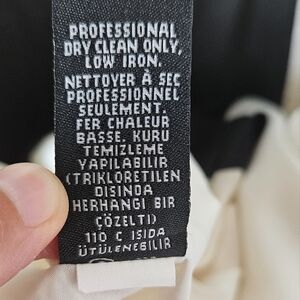 PROFESSIONAL
DRY CLEAN ONLY,
LOW IRON.
NETTOYER À SEC
PROFESSIONNEL
SEULEMENT.
FER CHALEUR
BASSE. KURU
TEMIZLEME
YAPILABILIR
(TRIKLORETILEN
DISINDA
HERHANGI BIR
ÇÖZELTI)
110 C ISIDA
ÜTÜLENEBILIR